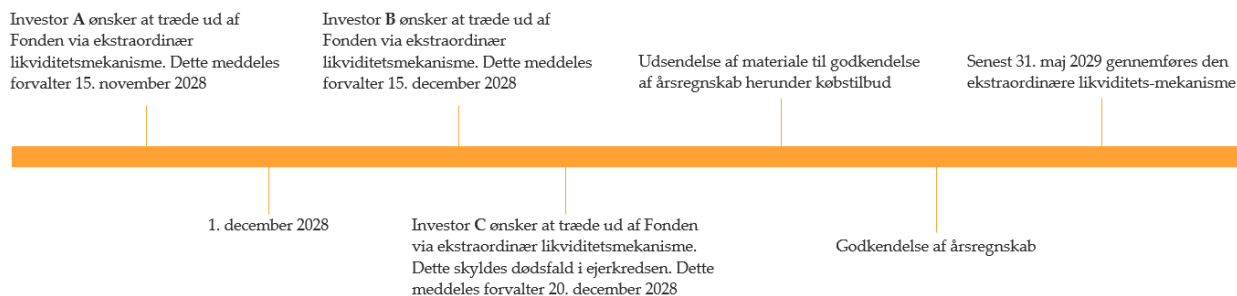 Investor A ønsker at træde ud af
Fonden via ekstraordinær
likviditetsmekanisme. Dette meddeles
forvalter 15. november 2028
1. december 2028
Investor B ønsker at træde ud af
Fonden via ekstraordinær
likviditetsmekanisme. Dette meddeles
forvalter 15. december 2028
Investor C ønsker at træde ud af Fonden
via ekstraordinær likviditetsmekanisme.
Dette skyldes dødsfald i ejerkredsen. Dette
meddeles forvalter 20. december 2028
Udsendelse af materiale til godkendelse
af årsregnskab herunder købstilbud
Godkendelse af årsregnskab
Senest 31. maj 2029 gennemføres den
ekstraordinære likviditets-mekanisme